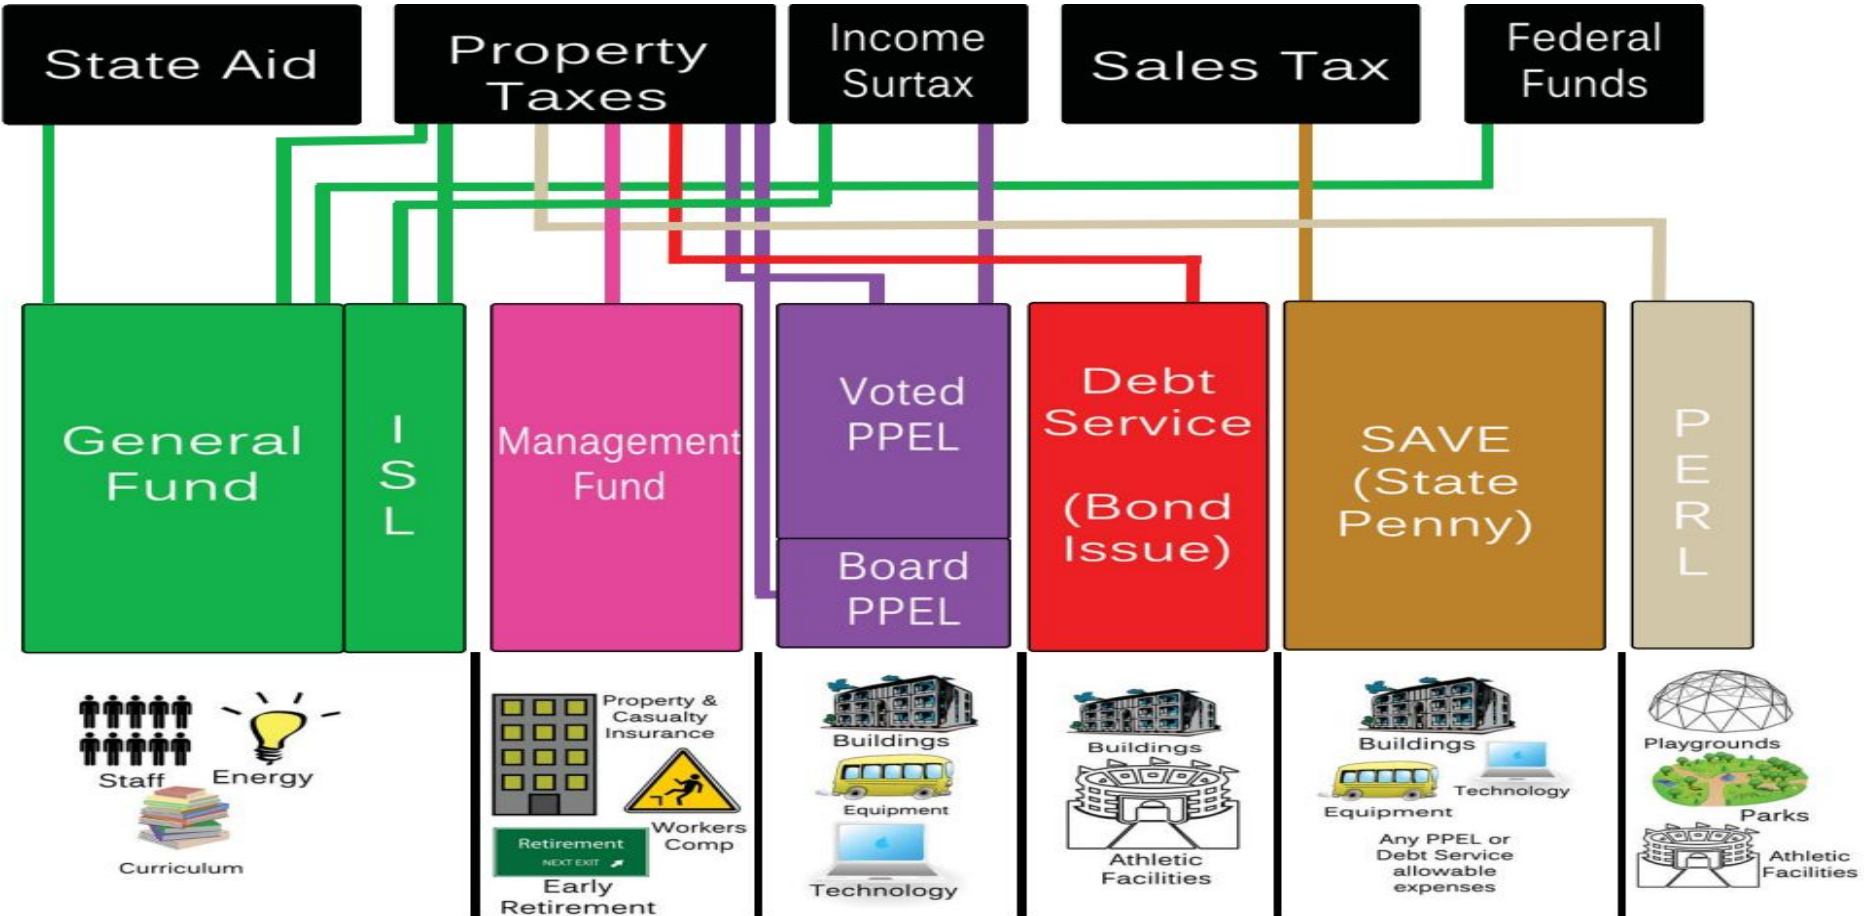 State Aid
Property
Taxes
Income
Surtax
Sales Tax
Federal
Funds
General
Fund
I
S
L
Management
Fund
Voted
PPEL
Board
PPEL
Debt
Service
(Bond
Issue)
SAVE
(State
Penny)
P
E
R
L
Staff
Energy
Curriculum
Property &
Casualty
Insurance
Workers
Comp
Retirement
NEXT EXIT
Early
Retirement
Buildings
Equipment
Technology
Buildings
Athletic
Facilities
Buildings
Technology
Equipment
Any PPEL or
Debt Service
allowable
expenses
Playgrounds
Parks
Athletic
Facilities